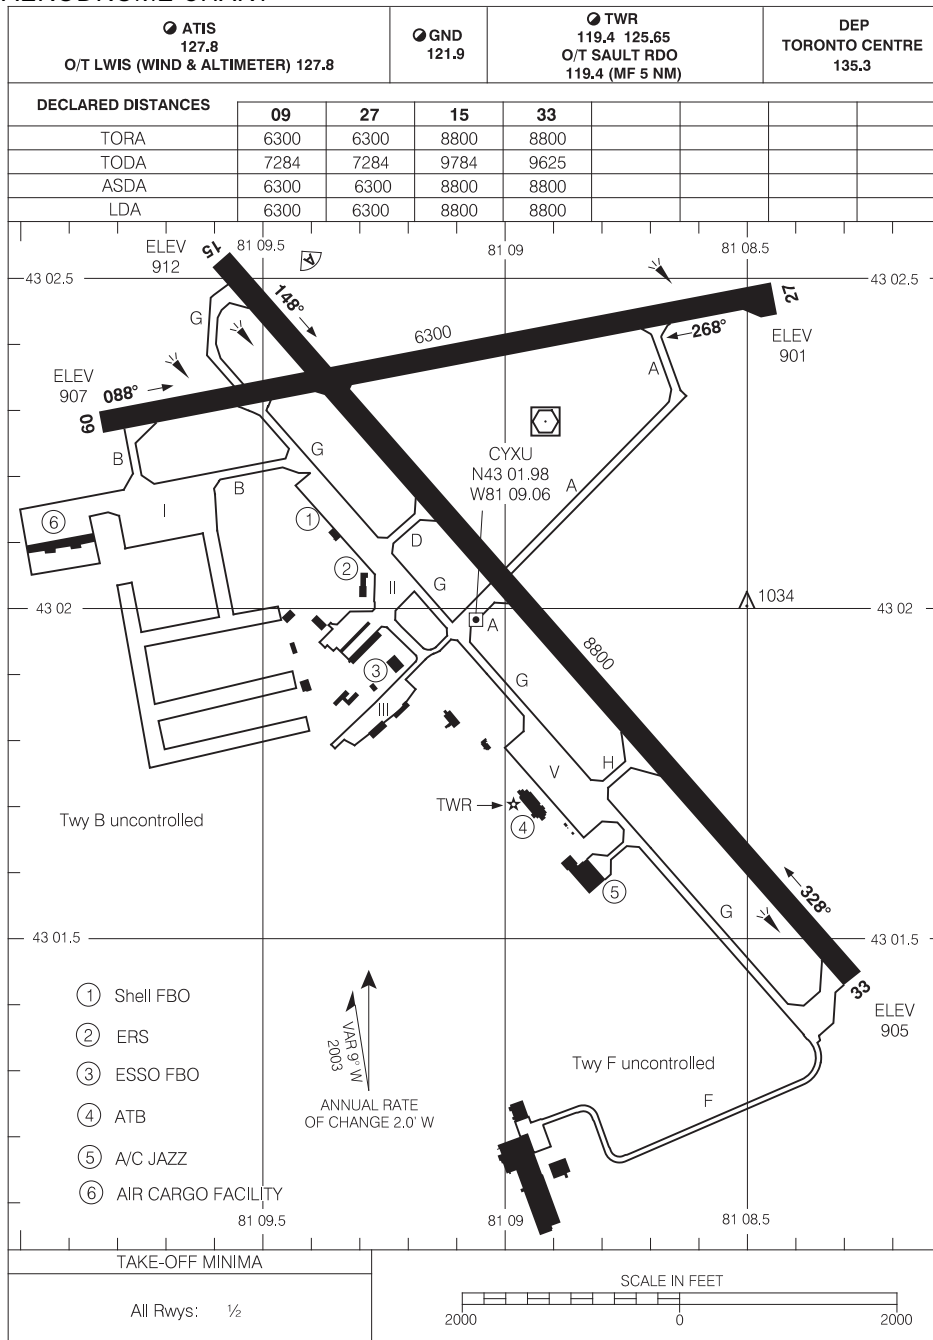 ATIS
127.8
O/T LWIS (WIND & ALTIMETER) 127.8
GND
121.9
TWR
119.4 125.65
O/T SAULT RDO
119.4 (MF 5 NM)
DEP
TORONTO CENTRE
135.3
DECLARED DISTANCES
09 27 15 33
TORA 6300 6300 8800 8800
TODA 7284 7284 9784 9625
ASDA 6300 6300 8800 8800
LDA 6300 6300 8800 8800
81 09.5
81 09
81 08.5
ELEV
912
15
A
43 02.5
43 02.5
148°
27
G
6300
268°
ELEV
901
ELEV
907
088°
09
A
B
G
CYXU
N43 01.98
W81 09.06
A
B
I
6
1
D
2
II
G
1034
43 02
43 02
A
8800
3
G
III
H
V
TWR
4
Twy B uncontrolled
5
328°
G
43 01.5
43 01.5
33
ELEV
905
1 Shell FBO
2 ERS
3 ESSO FBO
4 ATB
5 A/C JAZZ
6 AIR CARGO FACILITY
VAR 9° W
2003
ANNUAL RATE
OF CHANGE 2.0' W
Twy F uncontrolled
F
81 09.5
81 09
81 08.5
TAKE-OFF MINIMA
All Rwys: ½
SCALE IN FEET
2000 0 2000